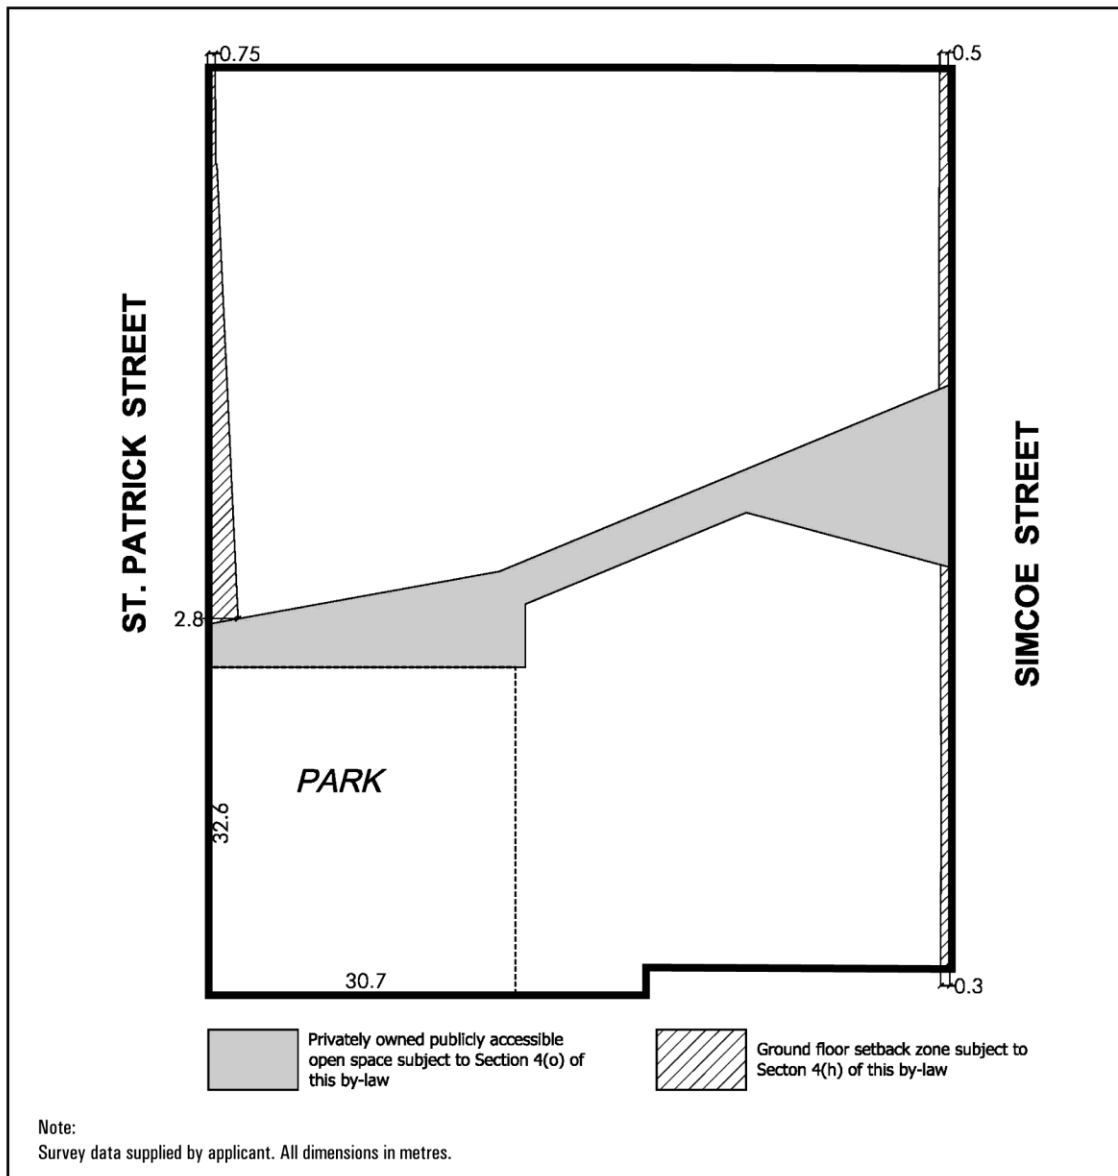 0.75
0.5
ST. PATRICK STREET
SIMCOE STREET
2.8
PARK
32.6
30.7
0.3
Privately owned publicly accessible
open space subject to Section 4(o) of
this by-law
Ground floor setback zone subject to
Secton 4(h) of this by-law
Note:
Survey data supplied by applicant. All dimensions in metres.